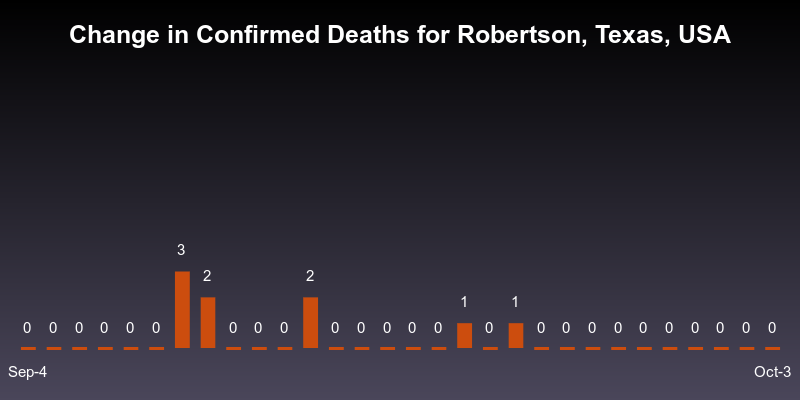 Change in Confirmed Deaths for Robertson, Texas, USA
3
2 2
1 1
0 0 0 0 0 0 0 0 0 0 0 0 0 0 0 0 0 0 0 0 0 0 0 0 0
Sep-4 Oct-3